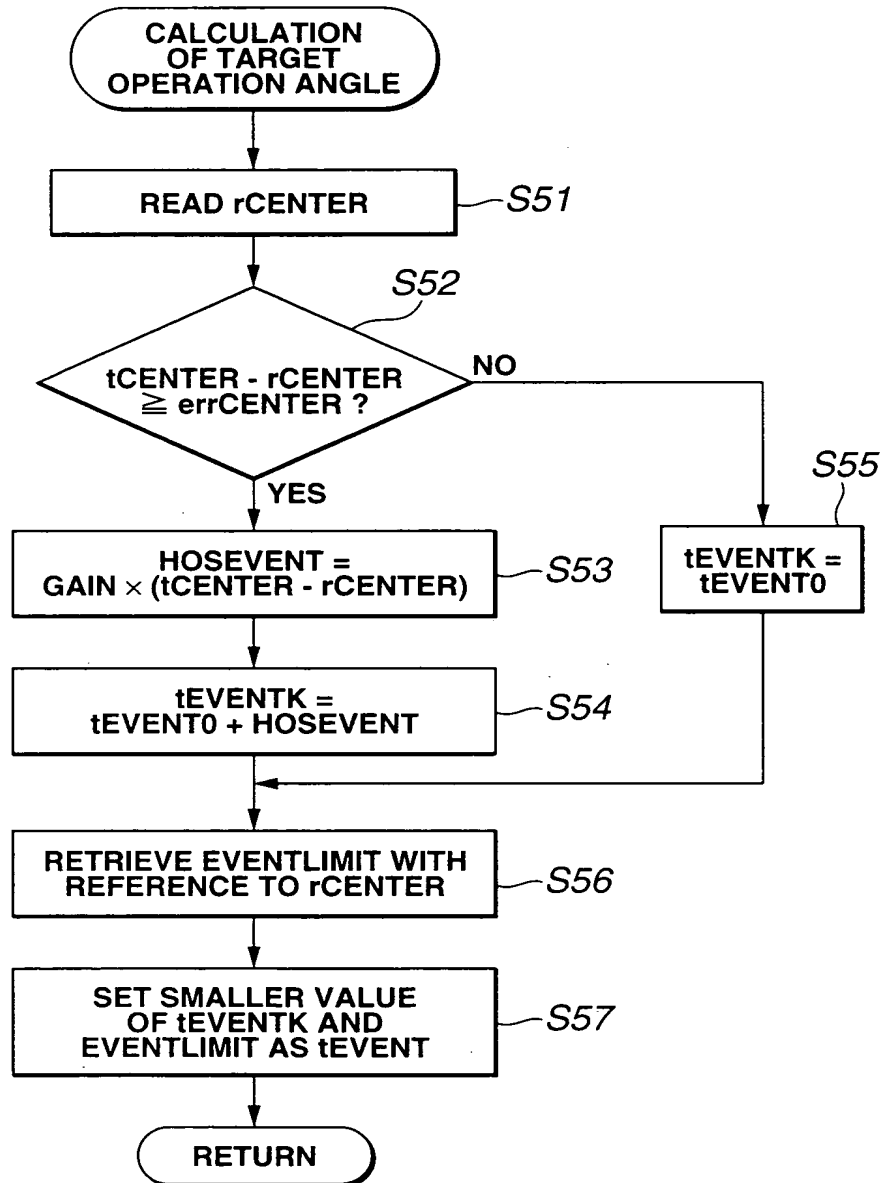 CALCULATION
OF TARGET
OPERATION ANGLE
READ rCENTER
S51
S52
tCENTER - rCENTER
≧ errCENTER ?
NO
YES
S55
tEVENTK =
tEVENT0
HOSEVENT =
GAIN × (tCENTER - rCENTER)
S53
tEVENTK =
tEVENT0 + HOSEVENT
S54
RETRIEVE EVENTLIMIT WITH
REFERENCE TO rCENTER
S56
SET SMALLER VALUE
OF tEVENTK AND
EVENTLIMIT AS tEVENT
S57
RETURN